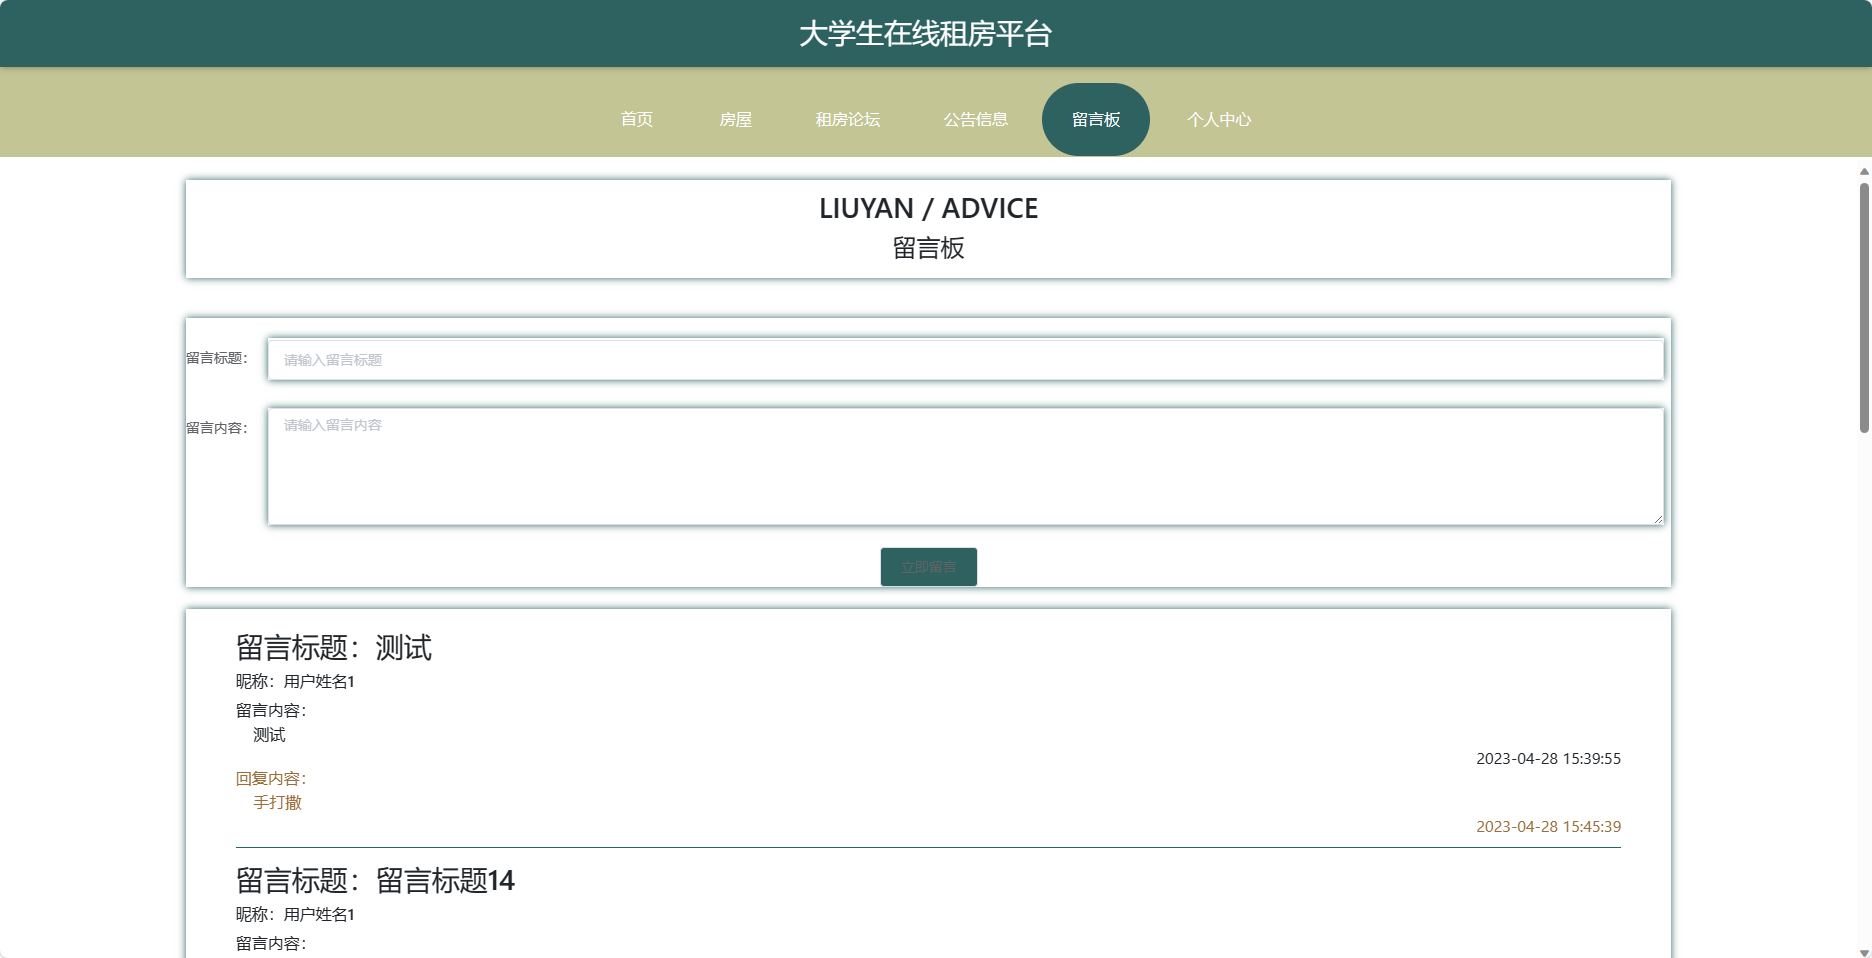 大学生在线租房平台
首页 房屋 租房论坛 公告信息 留言板 个人中心
LIUYAN / ADVICE
留言板
留言标题： 请输入留言标题
留言内容： 请输入留言内容
立即留言
留言标题：测试
昵称：用户姓名1
留言内容：
测试
2023-04-28 15:39:55
回复内容：
手打撒
2023-04-28 15:45:39
留言标题：留言标题14
昵称：用户姓名1
留言内容：